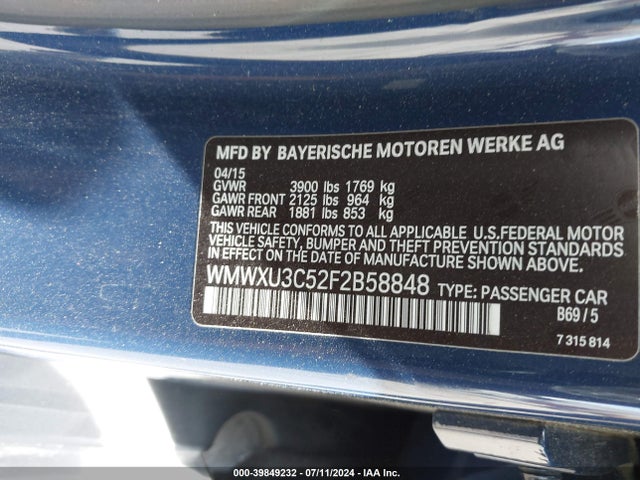 MFD BY BAYERISCHE MOTOREN WERKE AG
04/15
GVWR 3900 lbs 1769 kg
GAWR FRONT 2125 lbs 964 kg
GAWR REAR 1881 lbs 853 kg
THIS VEHICLE CONFORMS TO ALL APPLICABLE U.S.FEDERAL MOTOR
VEHICLE SAFETY, BUMPER AND THEFT PREVENTION STANDARDS
IN EFFECT ON THE DATE OF MANUFACTURE SHOWN ABOVE.
WMWXU3C52F2B58848 TYPE: PASSENGER CAR
B69 / 5
7 315 814
000-39849232 - 07/11/2024 - IAA Inc.